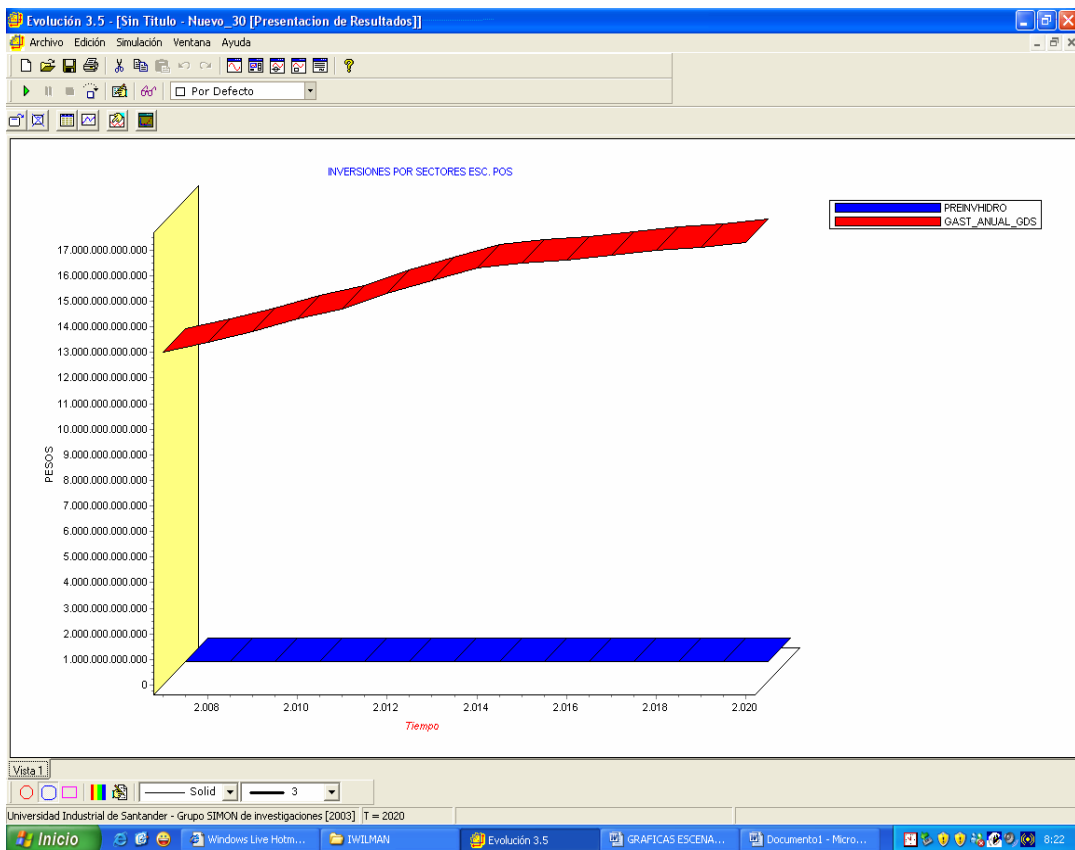 Evolución 3.5 - [Sin Titulo - Nuevo_30 [Presentacion de Resultados]]
Archivo Edición Simulación Ventana Ayuda
Por Defecto
INVERSIONES POR SECTORES ESC. POS
PREINVHIDRO
GAST_ANUAL_GDS
17.000.000.000.000
16.000.000.000.000
15.000.000.000.000
14.000.000.000.000
13.000.000.000.000
12.000.000.000.000
11.000.000.000.000
10.000.000.000.000
9.000.000.000.000
8.000.000.000.000
7.000.000.000.000
6.000.000.000.000
5.000.000.000.000
4.000.000.000.000
3.000.000.000.000
2.000.000.000.000
1.000.000.000.000
0
PESOS
2.008 2.010 2.012 2.014 2.016 2.018 2.020
Tiempo
Vista 1
Solid 3
Universidad Industrial de Santander - Grupo SIMON de investigaciones [2003] T = 2020
Inicio Windows Live Hotm... IWILMAN Evolución 3.5 GRAFICAS ESCENA... Documento1 - Micro... 8:22